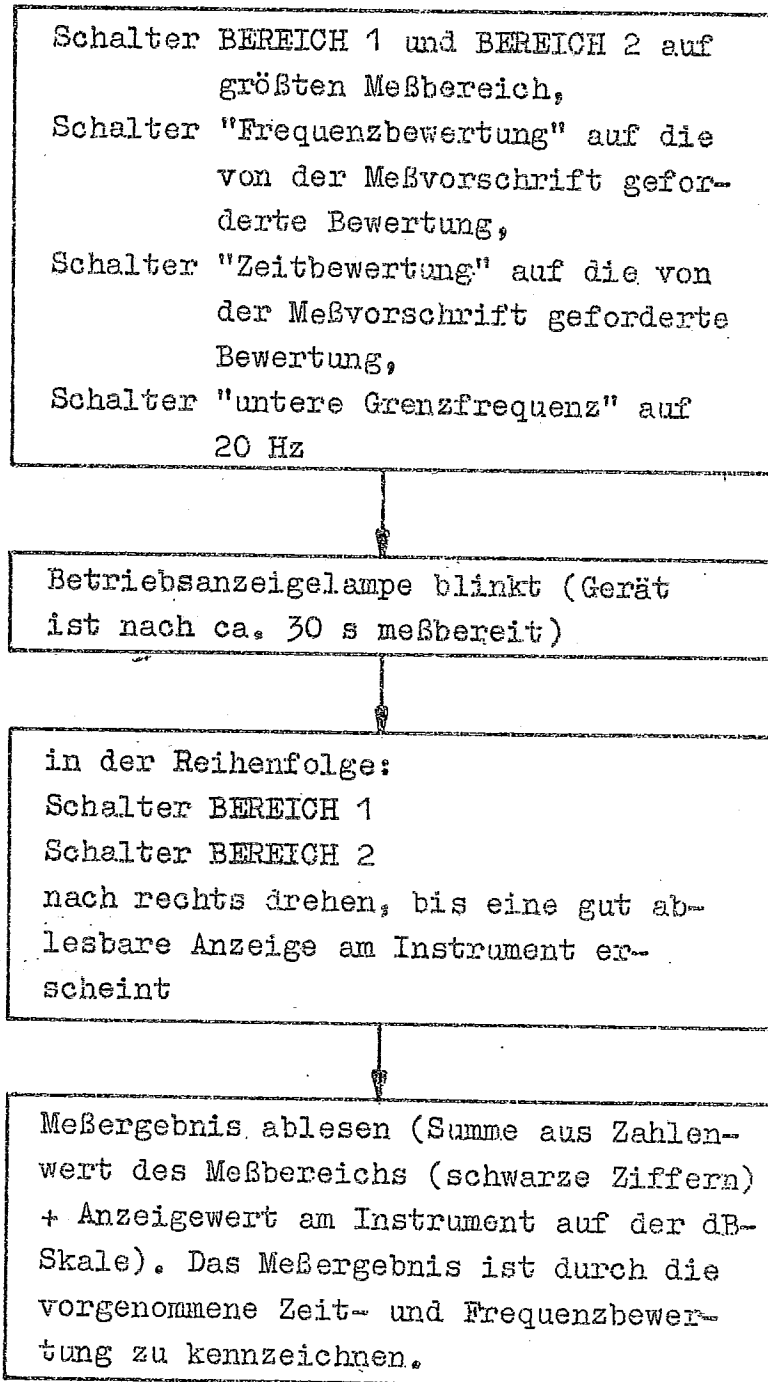 Schalter BEREICH 1 und BEREICH 2 auf
größten Meßbereich,
Schalter "Frequenzbewertung" auf die
von der Meßvorschrift gefor-
derte Bewertung,
Schalter "Zeitbewertung" auf die von
der Meßvorschrift geforderte
Bewertung,
Schalter "untere Grenzfrequenz" auf
20 Hz
Betriebsanzeigelampe blinkt (Gerät
ist nach ca. 30 s meßbereit)
in der Reihenfolge:
Schalter BEREICH 1
Schalter BEREICH 2
nach rechts drehen, bis eine gut ab-
lesbare Anzeige am Instrument er-
scheint
Meßergebnis ablesen (Summe aus Zahlen-
wert des Meßbereichs (schwarze Ziffern)
+ Anzeigewert am Instrument auf der dB-
Skale). Das Meßergebnis ist durch die
vorgenommene Zeit- und Frequenzbewer-
tung zu kennzeichnen.